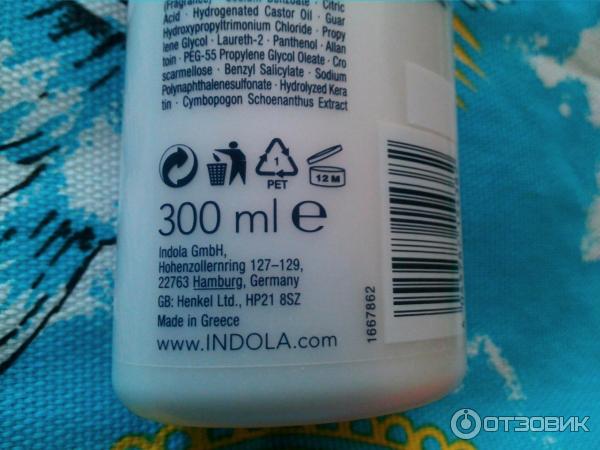 (Fragrance) · Sodium Benzoate · Citric
Acid · Hydrogenated Castor Oil · Guar
Hydroxypropyltrimonium Chloride · Propy
lene Glycol · Laureth-2 · Panthenol · Allan
toin · PEG-55 Propylene Glycol Oleate · Cro
scarmellose · Benzyl Salicylate · Sodium
Polynaphthalenesulfonate · Hydrolyzed Kera
tin · Cymbopogon Schoenanthus Extract
1
PET
12 M
300 ml e
Indola GmbH,
Hohenzollernring 127–129,
22763 Hamburg, Germany
GB: Henkel Ltd., HP21 8SZ
Made in Greece
www.INDOLA.com
1667862
ОТЗОВИК